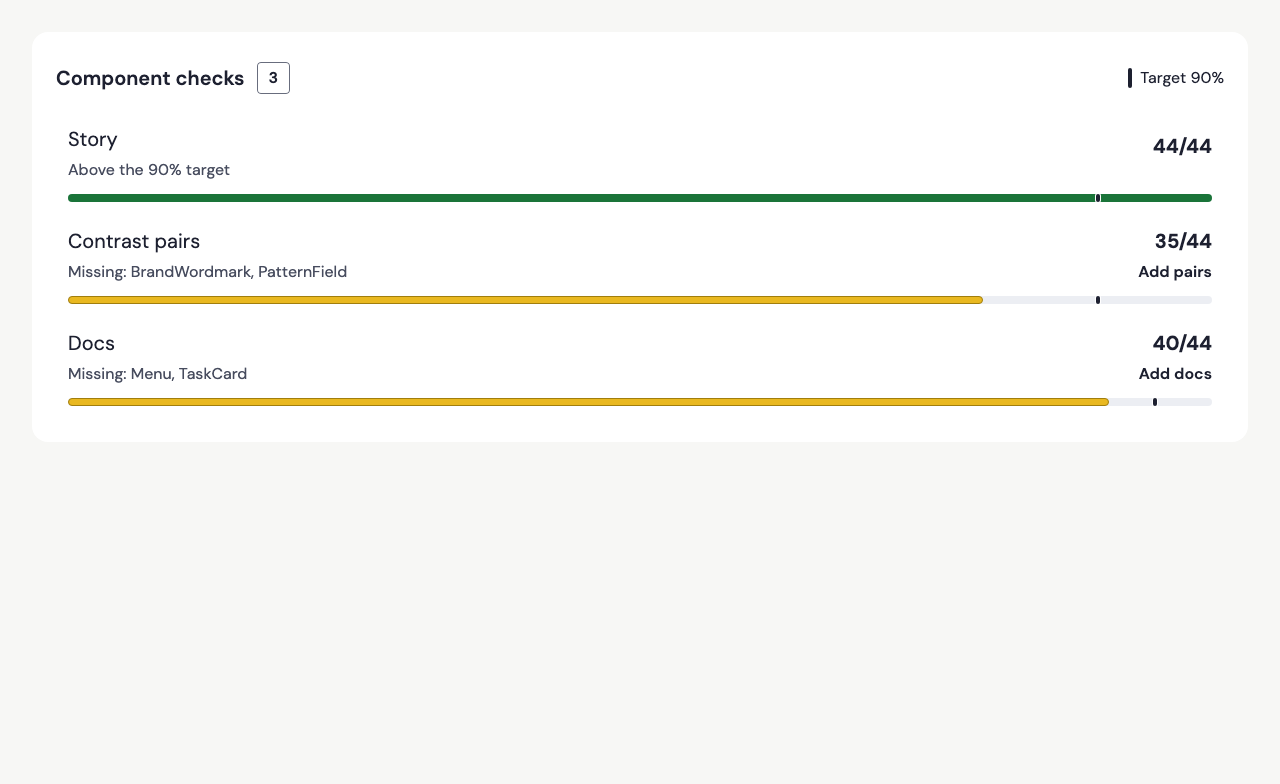 Component checks 3
Target 90%
Story
44/44
Above the 90% target
Contrast pairs
35/44
Missing: BrandWordmark, PatternField
Add pairs
Docs
40/44
Missing: Menu, TaskCard
Add docs